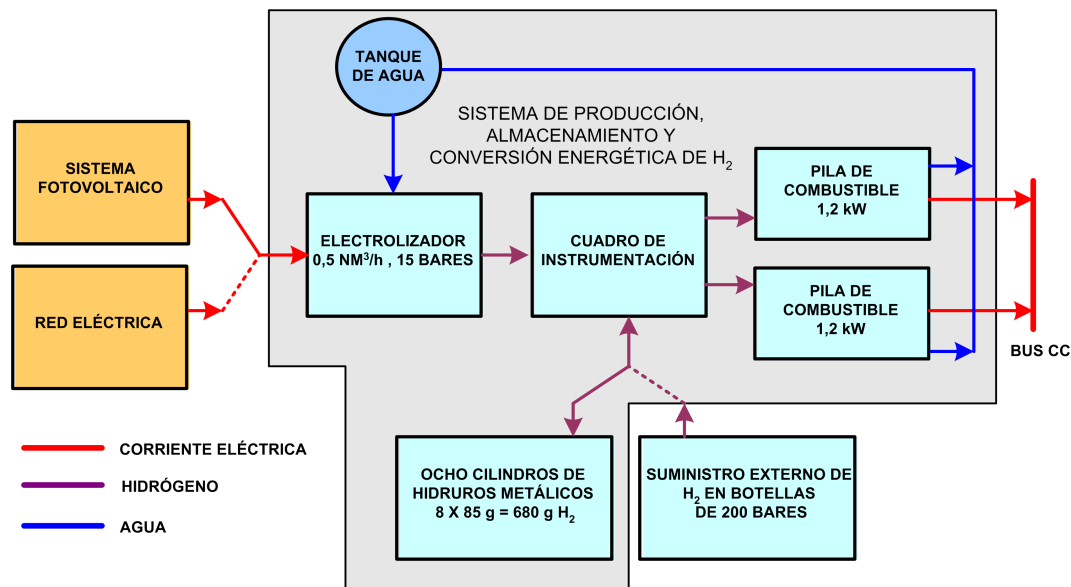 TANQUE
DE AGUA
SISTEMA DE PRODUCCIÓN,
ALMACENAMIENTO Y
CONVERSIÓN ENERGÉTICA DE H₂
SISTEMA
FOTOVOLTAICO
RED ELÉCTRICA
ELECTROLIZADOR
0,5 NM³/h , 15 BARES
CUADRO DE
INSTRUMENTACIÓN
PILA DE
COMBUSTIBLE
1,2 kW
PILA DE
COMBUSTIBLE
1,2 kW
BUS CC
OCHO CILINDROS DE
HIDRUROS METÁLICOS
8 X 85 g = 680 g H₂
SUMINISTRO EXTERNO DE
H₂ EN BOTELLAS
DE 200 BARES
CORRIENTE ELÉCTRICA
HIDRÓGENO
AGUA